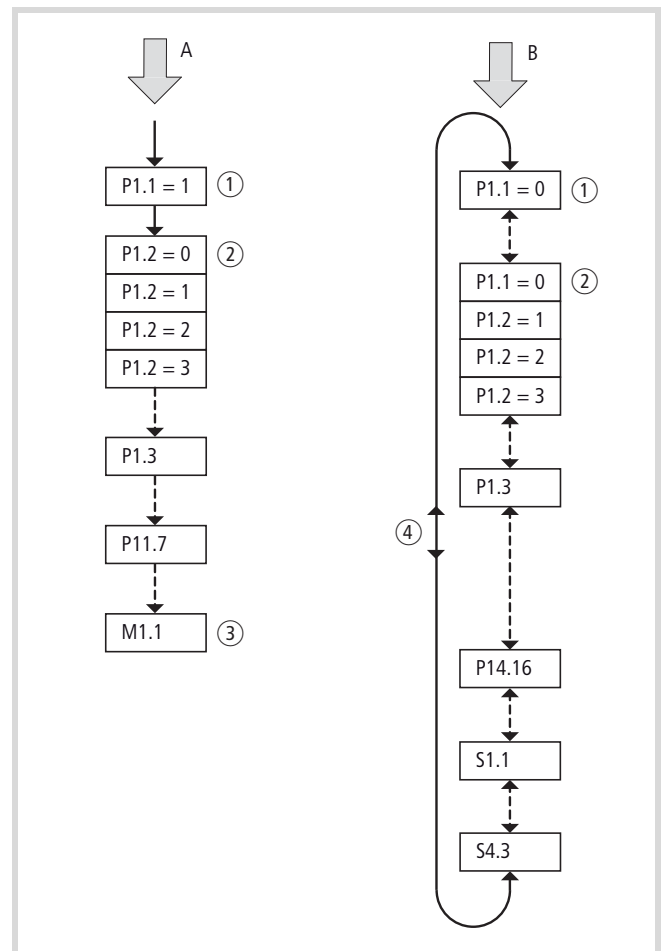 A
P1.1 = 1 ①
P1.2 = 0 ②
P1.2 = 1
P1.2 = 2
P1.2 = 3
P1.3
P11.7
M1.1 ③
B
P1.1 = 0 ①
P1.1 = 0 ②
P1.2 = 1
P1.2 = 2
P1.2 = 3
P1.3
④
P14.16
S1.1
S4.3